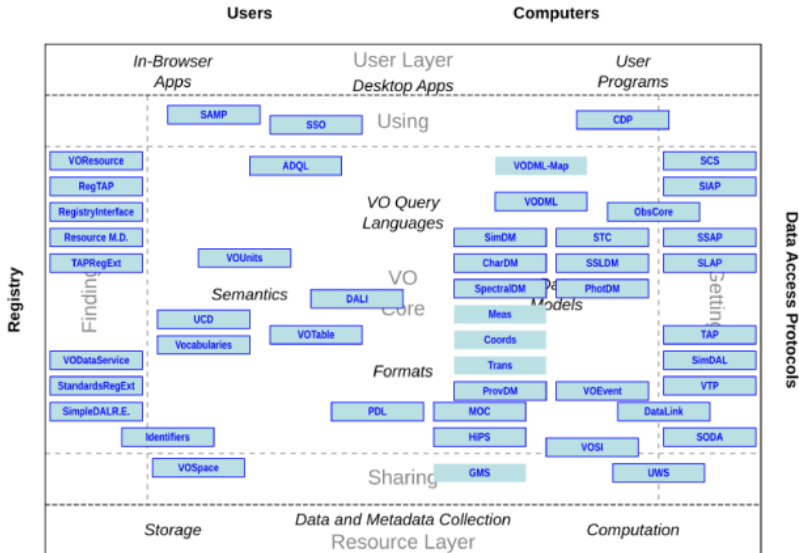 Users
Computers
In-Browser
Apps
User Layer
Desktop Apps
User
Programs
SAMP
SSO
Using
CDP
VOResource
ADQL
VODML-Map
SCS
RegTAP
SIAP
RegistryInterface
VO Query
Languages
VODML
ObsCore
Resource M.D.
SimDM
STC
SSAP
TAPRegExt
VOUnits
CharDM
SSLDM
SLAP
Registry
Finding
Semantics
VO
Core
DALI
SpectralDM
PhotDM
Models
Getting
Data Access Protocols
UCD
Meas
Vocabularies
VOTable
Coords
TAP
VODataService
Formats
Trans
SimDAL
StandardsRegExt
ProvDM
VOEvent
VTP
SimpleDALR.E.
PDL
MOC
DataLink
Identifiers
HiPS
VOSI
SODA
VOSpace
Sharing
GMS
UWS
Storage
Data and Metadata Collection
Resource Layer
Computation